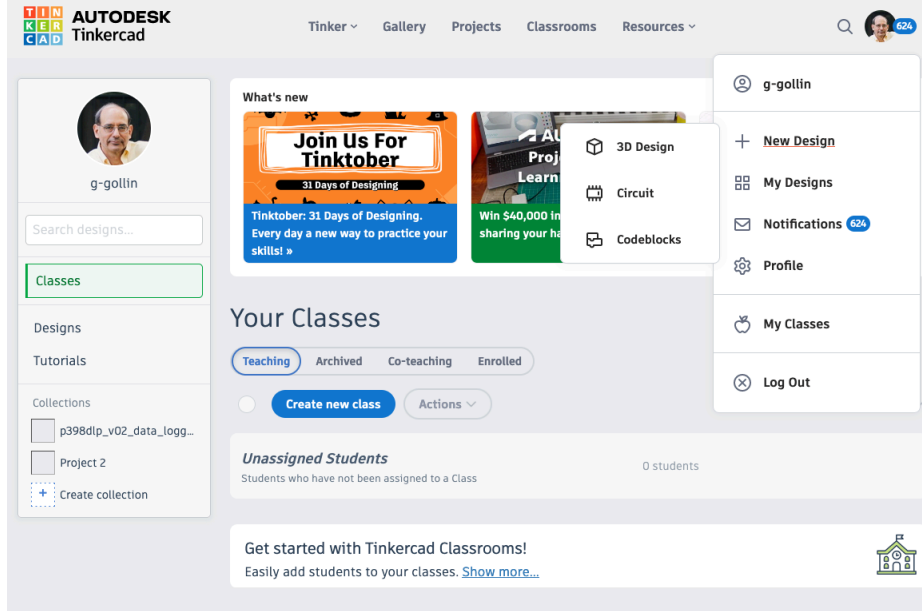 TIN
KER
CAD
AUTODESK
Tinkercad
Tinker
Gallery
Projects
Classrooms
Resources
624
g-gollin
Search designs...
Classes
Designs
Tutorials
Collections
p398dlp_v02_data_logg...
Project 2
+ Create collection
What's new
Join Us For
Tinktober
31 Days of Designing
Tinktober: 31 Days of Designing.
Every day a new way to practice your
skills! »
AU
Proj
Learn
Win $40,000 in
sharing your ha
3D Design
Circuit
Codeblocks
g-gollin
New Design
My Designs
Notifications 624
Profile
My Classes
Log Out
Your Classes
Teaching
Archived
Co-teaching
Enrolled
Create new class
Actions
Unassigned Students
Students who have not been assigned to a Class
0 students
Get started with Tinkercad Classrooms!
Easily add students to your classes. Show more...